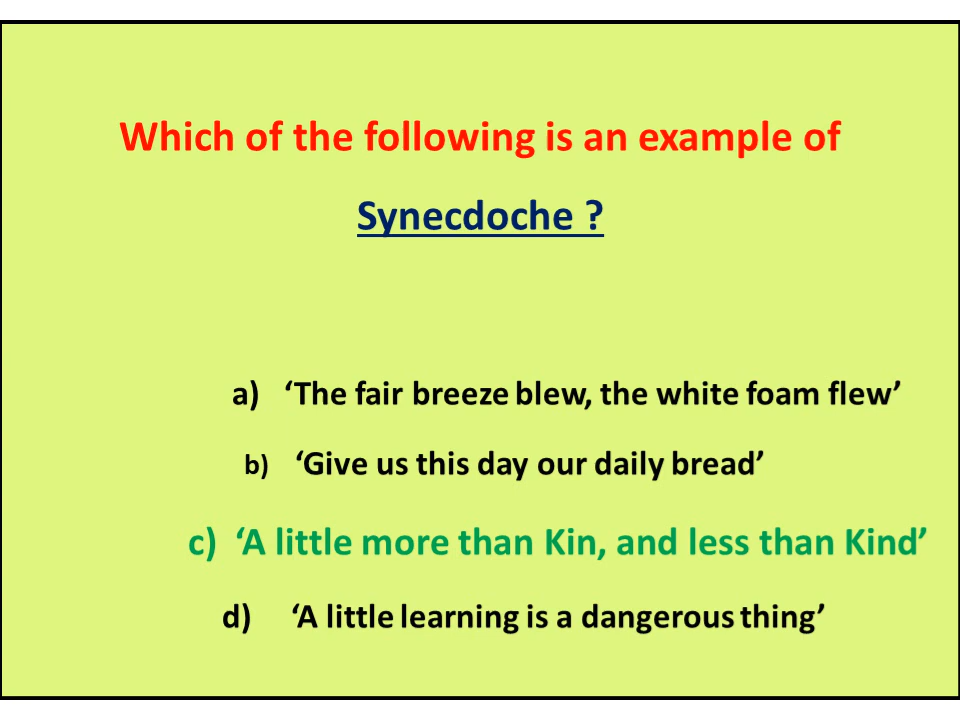 Which of the following is an example of
Synecdoche ?
a) ‘The fair breeze blew, the white foam flew’
b) ‘Give us this day our daily bread’
c) ‘A little more than Kin, and less than Kind’
d) ‘A little learning is a dangerous thing’